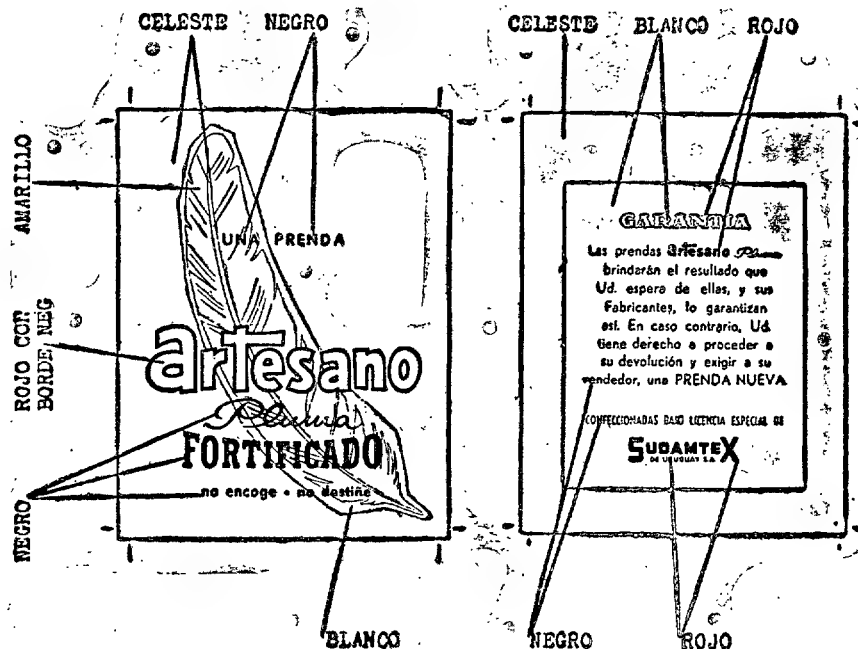 CELESTE NEGRO
AMARILLO
ROJO CON
BORDE NEG
NEGRO
UNA PRENDA
artesano
Pluma
FORTIFICADO
no encoge • no destiñe
BLANCO
CELESTE BLANCO ROJO
GARANTIA
Las prendas artesano Pluma
brindarán el resultado que
Ud. espera de ellas, y sus
Fabricantes, lo garantizan
así. En caso contrario, Ud.
tiene derecho a proceder a
su devolución y exigir a su
vendedor, una PRENDA NUEVA
CONFECCIONADAS BAJO LICENCIA ESPECIAL DE
SUDAMTEX
DE URUGUAY S.A.
NEGRO ROJO